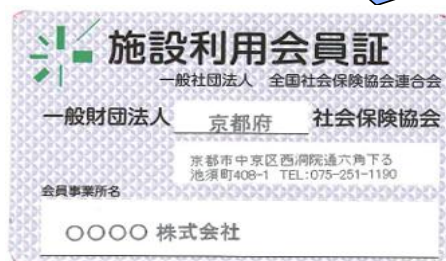 施設利用会員証
一般社団法人 全国社会保険協会連合会
一般財団法人 京都府 社会保険協会
京都市中京区西洞院通六角下る
池須町408-1 TEL:075-251-1190
会員事業所名
○○○○ 株式会社